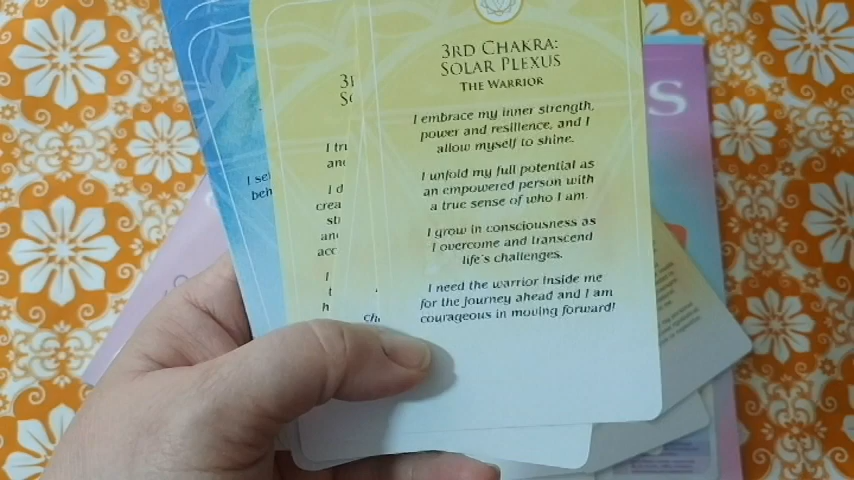 3RD CHAKRA:
SOLAR PLEXUS
THE WARRIOR
I embrace my inner strength,
power and resilience, and I
allow myself to shine.
I unfold my full potential as
an empowered person with
a true sense of who I am.
I grow in consciousness as
I overcome and transcend
life's challenges.
I need the warrior inside me
for the journey ahead and I am
courageous in moving forward!
S